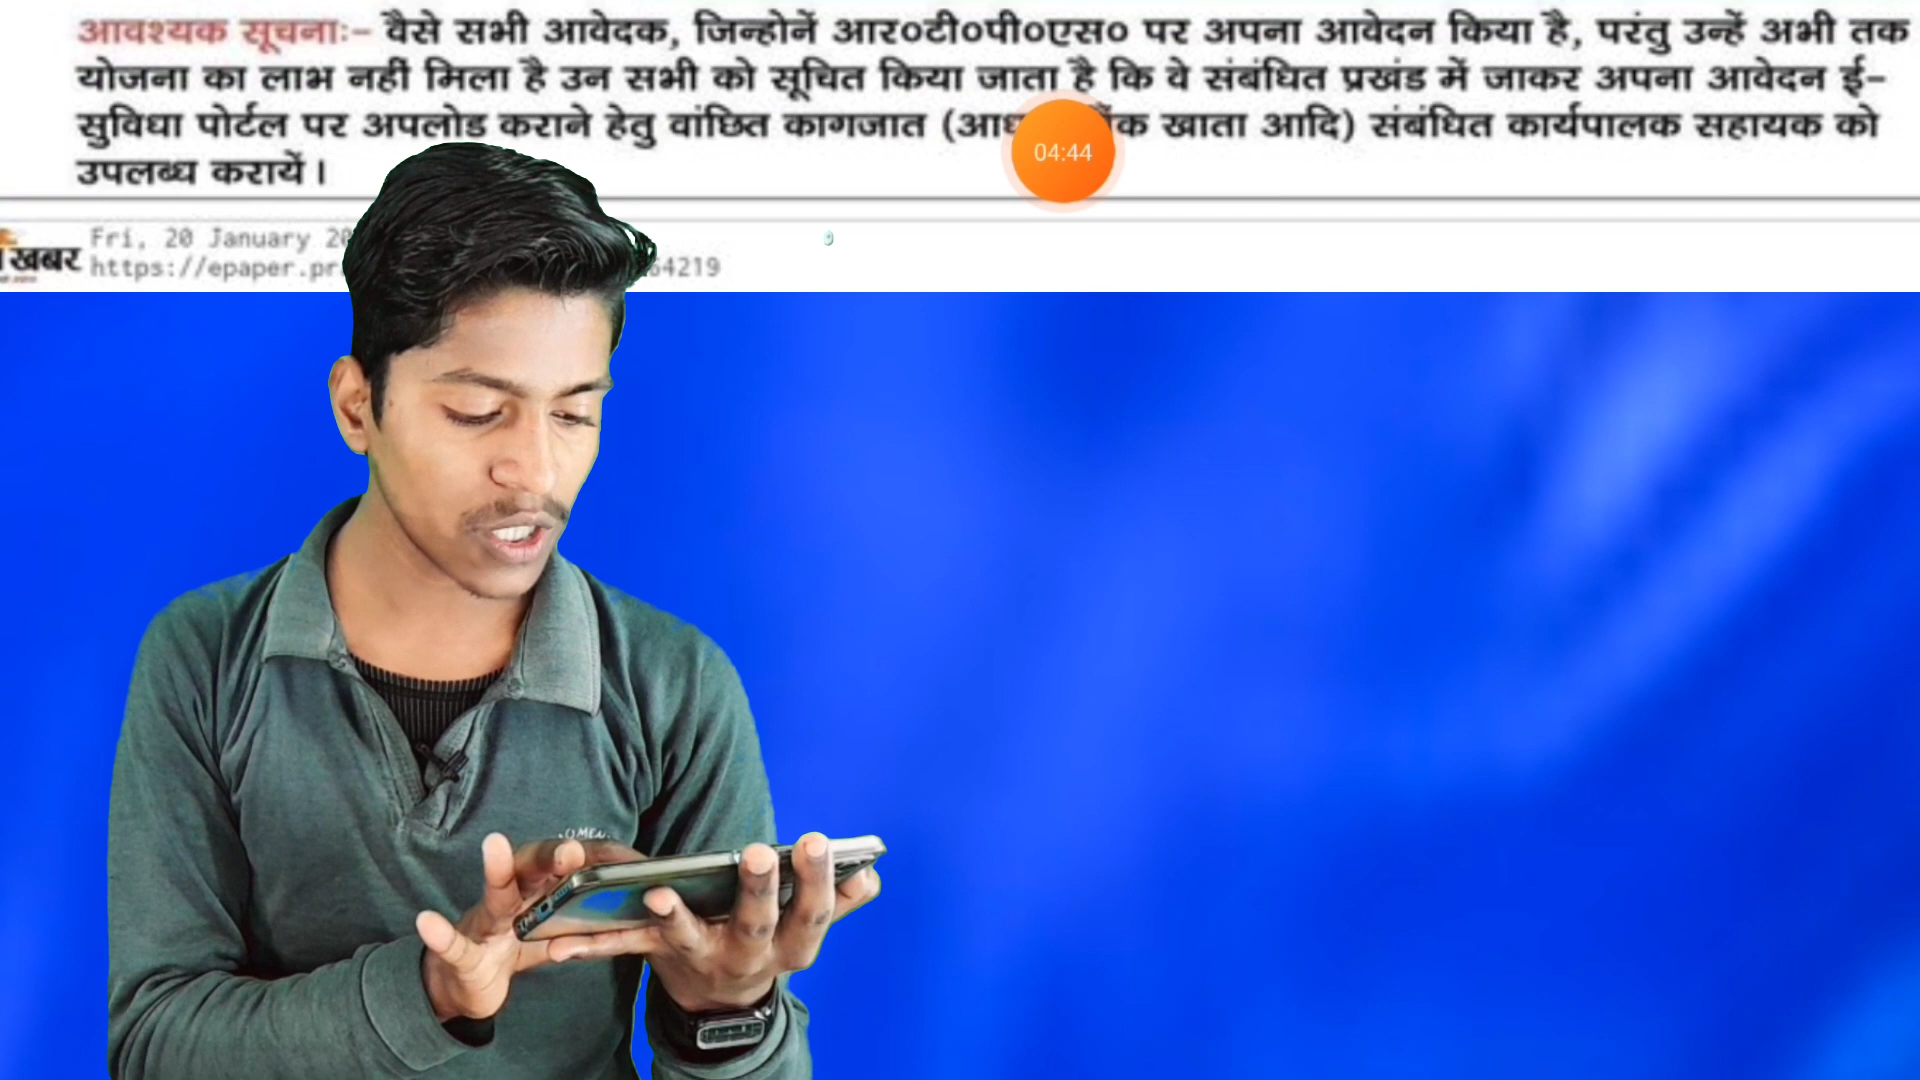 आवश्यक सूचनाः– वैसे सभी आवेदक, जिन्होनें आर०टी०पी०एस० पर अपना आवेदन किया है, परंतु उन्हें अभी तक
योजना का लाभ नहीं मिला है उन सभी को सूचित किया जाता है कि वे संबंधित प्रखंड में जाकर अपना आवेदन ई–
सुविधा पोर्टल पर अपलोड कराने हेतु वांछित कागजात ( खाता आदि) संबंधित कार्यपालक सहायक को
04:44
उपलब्ध करायें।
Fri, 20 January
खबर
https://epaper.pr 64219